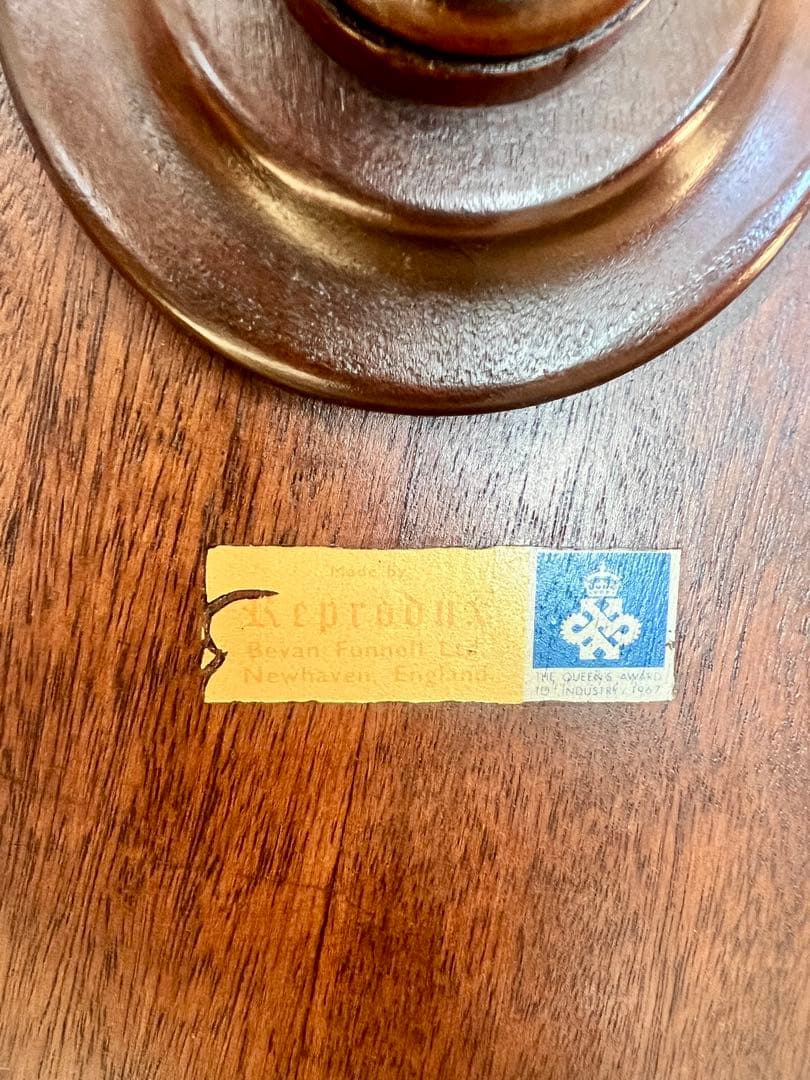 Made by
Reprodux
Bevan Funnell Ltd.
Newhaven, England.
THE QUEEN'S AWARD
TO INDUSTRY 1967